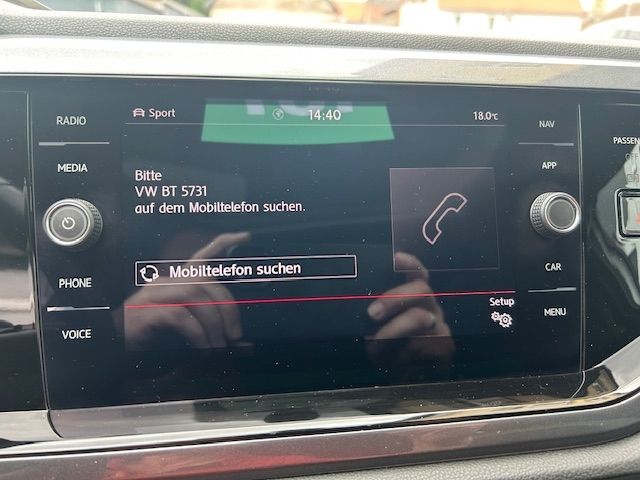 Sport
14:40
18.0°C
RADIO
MEDIA
PHONE
VOICE
Bitte
VW BT 5731
auf dem Mobiltelefon suchen.
Mobiltelefon suchen
Setup
NAV
APP
CAR
MENU
PASSEN